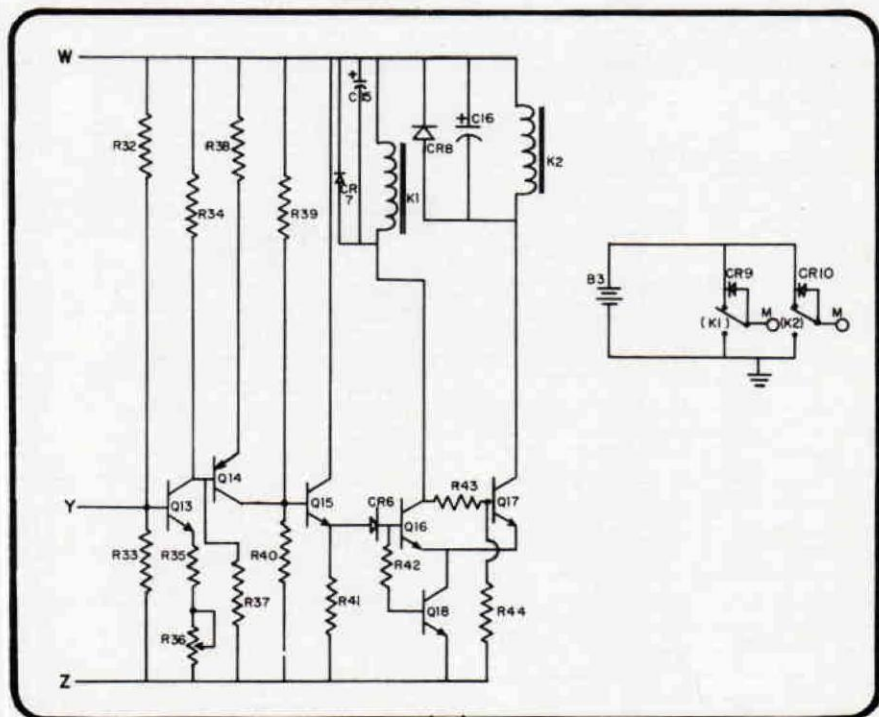 W
C15
R32
R38
C16
CR8
K2
CR
7
K1
R34
R39
B3
CR9
CR10
(K1)
M
(K2)
M
R43
Y
Q13
Q14
Q15
CR6
Q16
Q17
R33
R35
R40
R42
R37
R41
Q18
R44
R36
Z